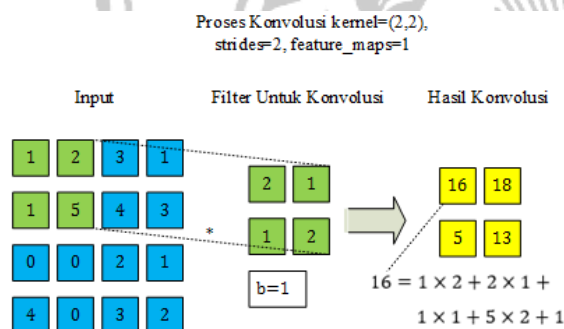 Proses Konvolusi kernel=(2,2),
strides=2, feature_maps=1
Input Filter Untuk Konvolusi Hasil Konvolusi
1 2 3 1
1 5 4 3
0 0 2 1
4 0 3 2
*
2 1
1 2
b=1
16 18
5 13
16 = 1 × 2 + 2 × 1 +
1 × 1 + 5 × 2 + 1